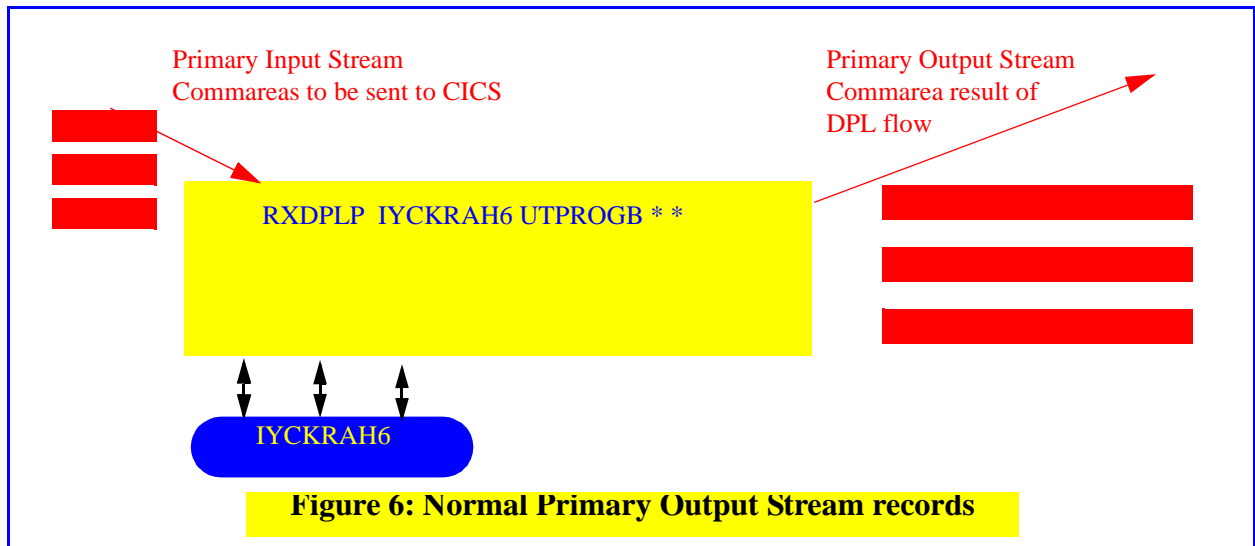 Primary Input Stream
Commareas to be sent to CICS
Primary Output Stream
Commarea result of
DPL flow
RXDPLP IYCKRAH6 UTPROGB * *
IYCKRAH6
Figure 6: Normal Primary Output Stream records